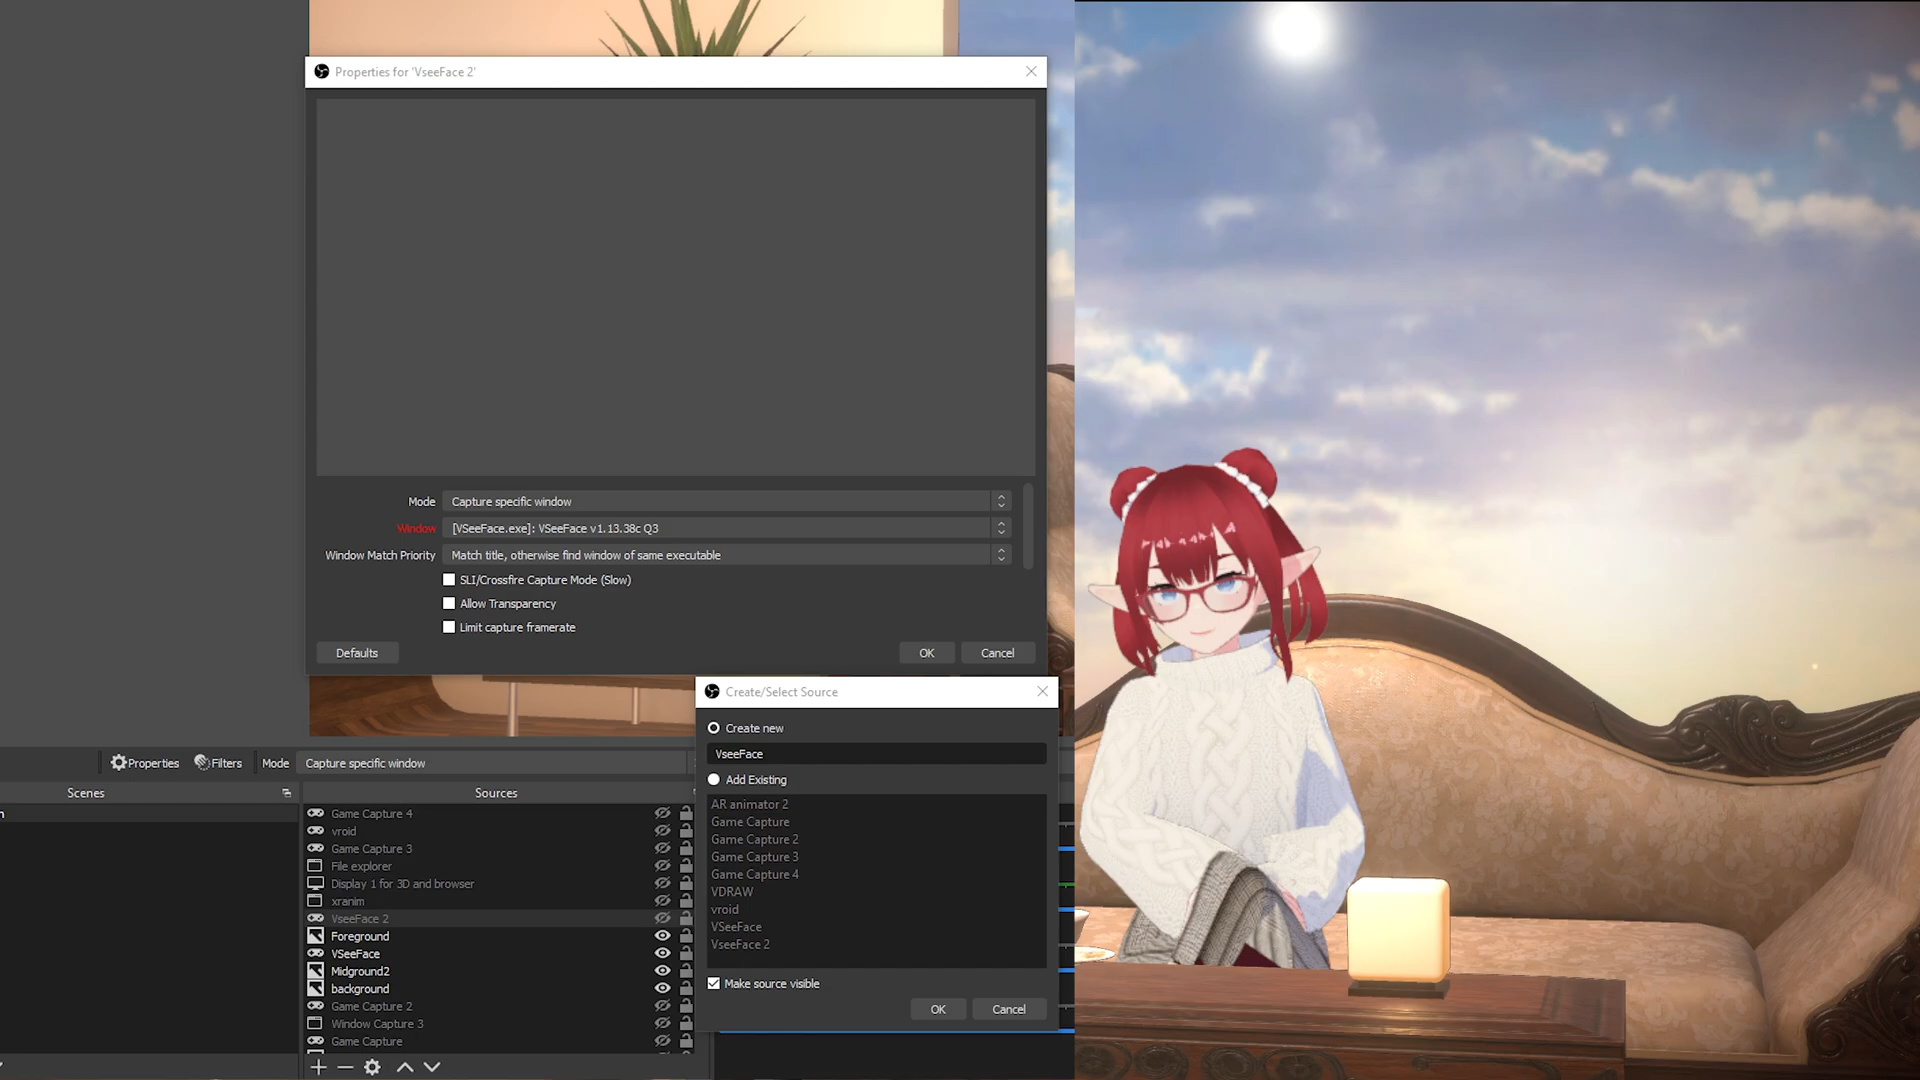 Properties for 'VseeFace 2'
Mode
Capture specific window
Window
[VSeeFace.exe]: VSeeFace v1.13.38c Q3
Window Match Priority
Match title, otherwise find window of same executable
SLI/Crossfire Capture Mode (Slow)
Allow Transparency
Limit capture framerate
Defaults
OK
Cancel
Create/Select Source
Create new
VseeFace
Add Existing
AR animator 2
Game Capture
Game Capture 2
Game Capture 3
Game Capture 4
VDRAW
vroid
VSeeFace
VseeFace 2
Make source visible
OK
Cancel
Properties
Filters
Mode
Capture specific window
Scenes
Sources
Game Capture 4
vroid
Game Capture 3
File explorer
Display 1 for 3D and browser
xranim
VseeFace 2
Foreground
VSeeFace
Midground2
background
Game Capture 2
Window Capture 3
Game Capture